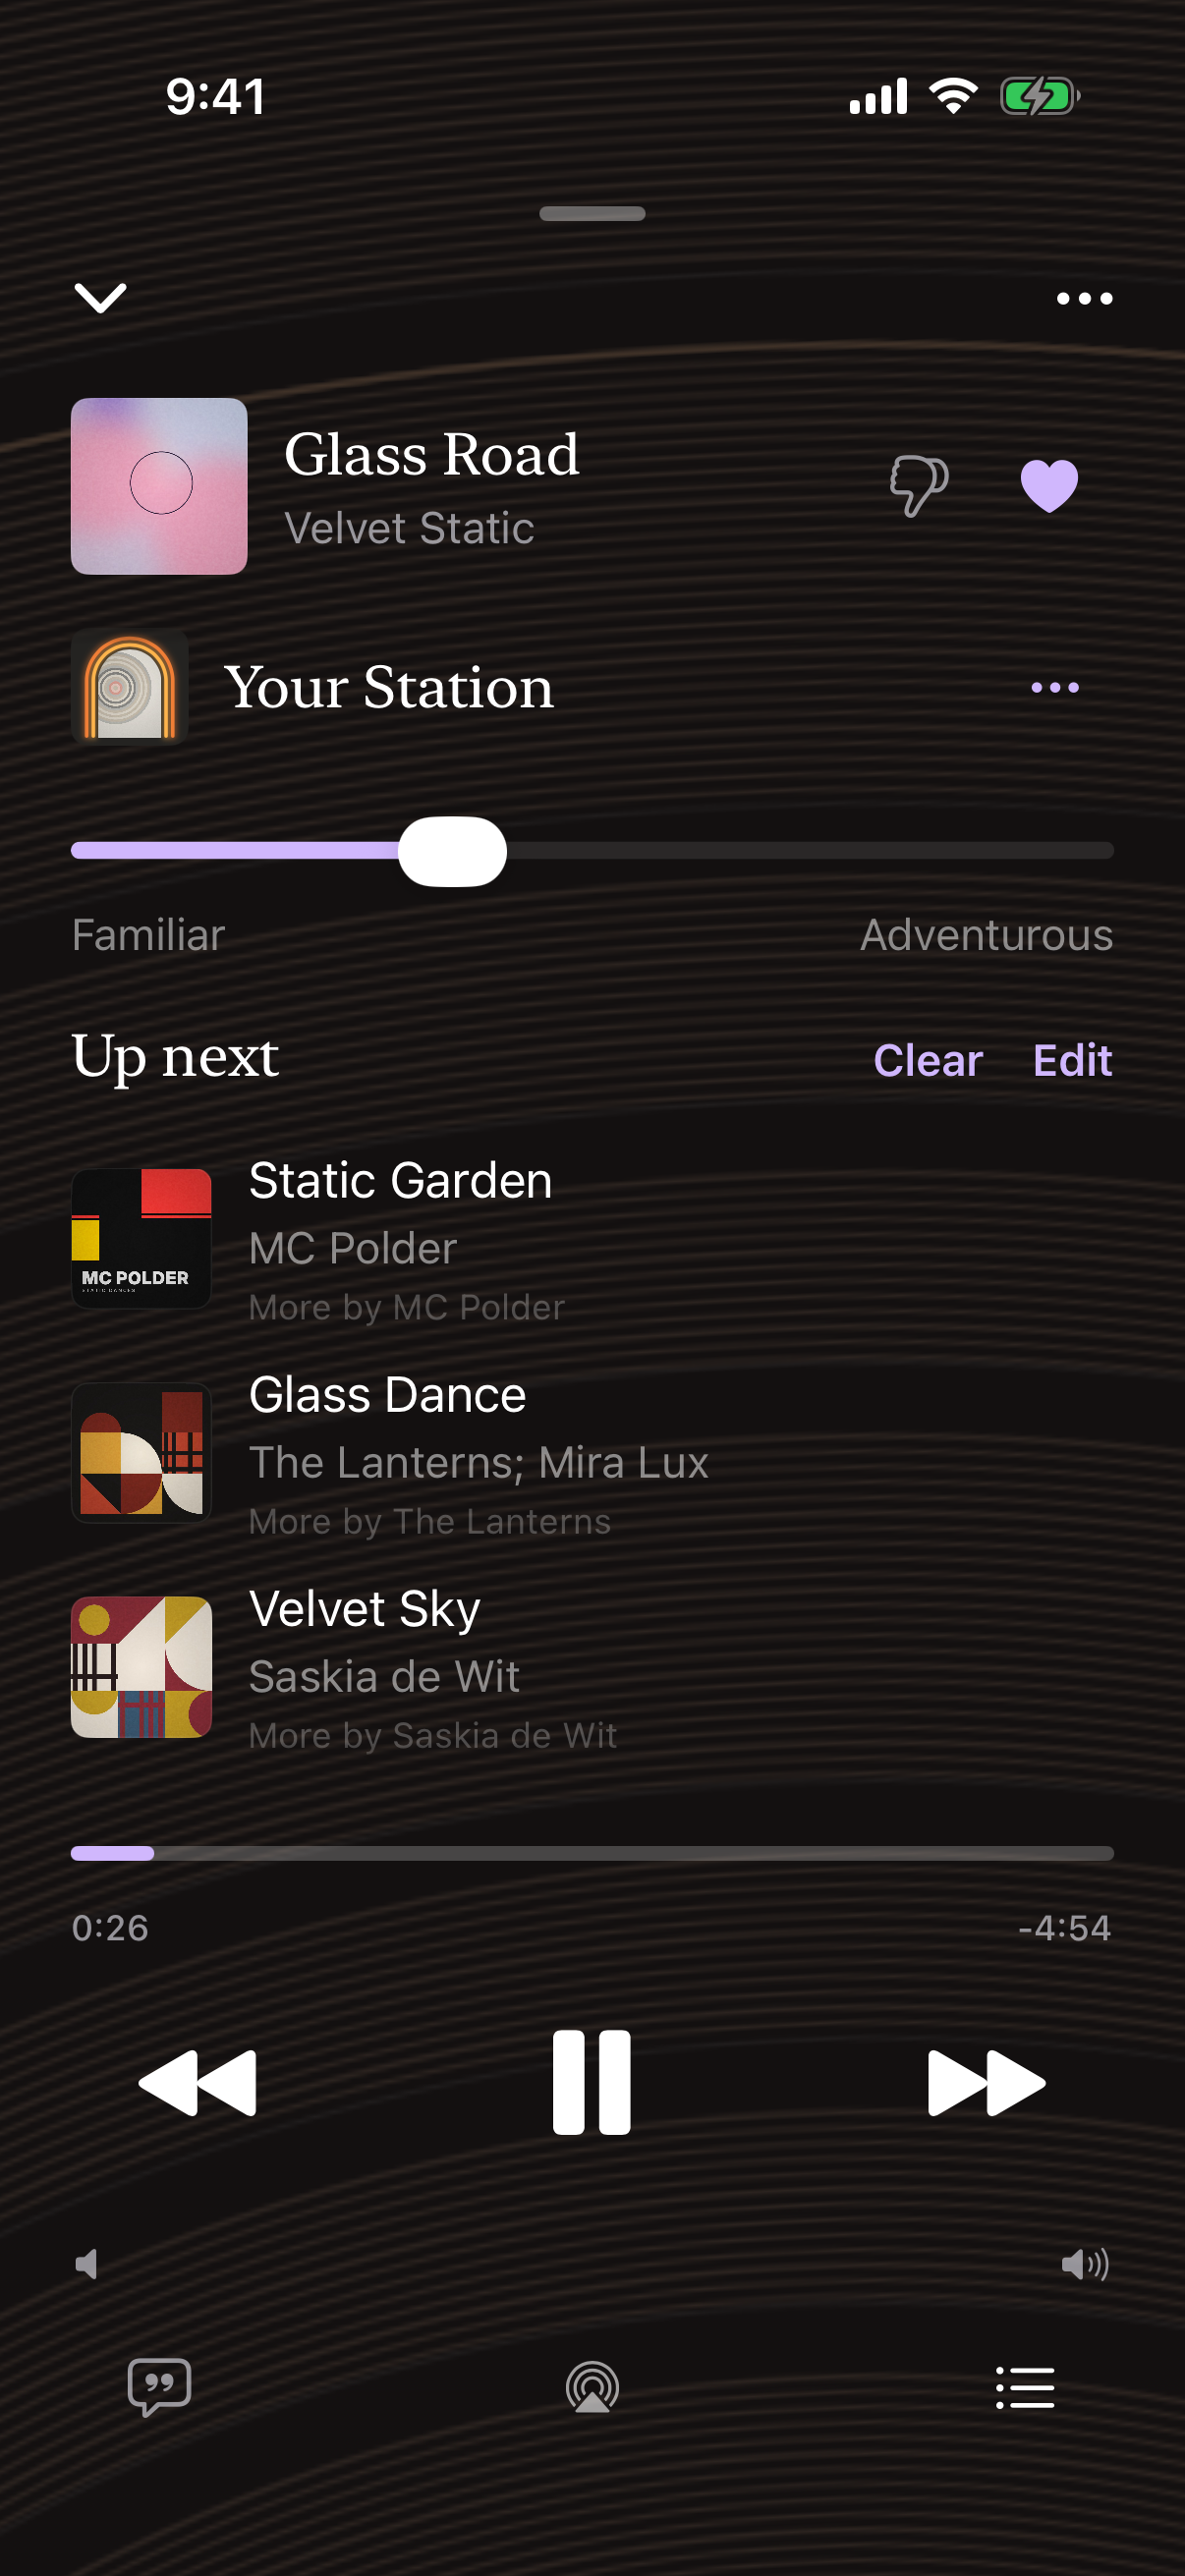 9:41
Glass Road
Velvet Static
Your Station
Familiar
Adventurous
Up next
Clear
Edit
Static Garden
MC Polder
More by MC Polder
MC POLDER
Glass Dance
The Lanterns; Mira Lux
More by The Lanterns
Velvet Sky
Saskia de Wit
More by Saskia de Wit
0:26
-4:54